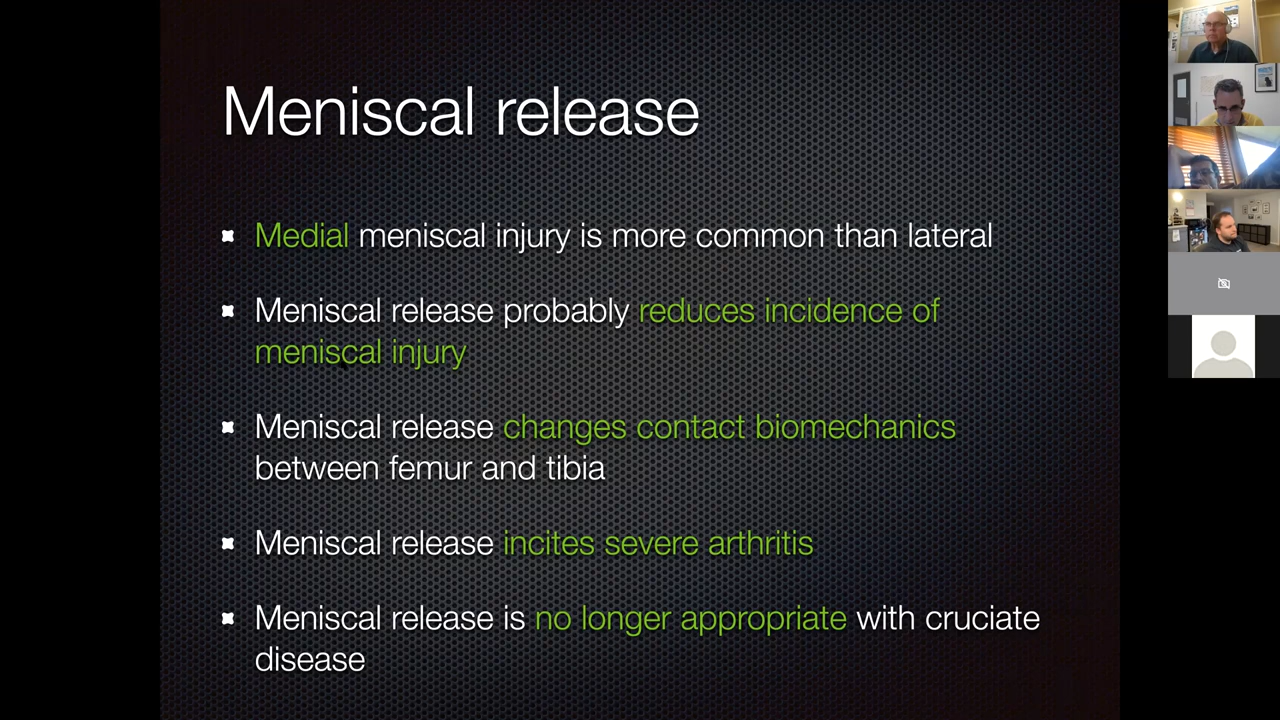 Meniscal release
Medial meniscal injury is more common than lateral
Meniscal release probably reduces incidence of
meniscal injury
Meniscal release changes contact biomechanics
between femur and tibia
Meniscal release incites severe arthritis
Meniscal release is no longer appropriate with cruciate
disease